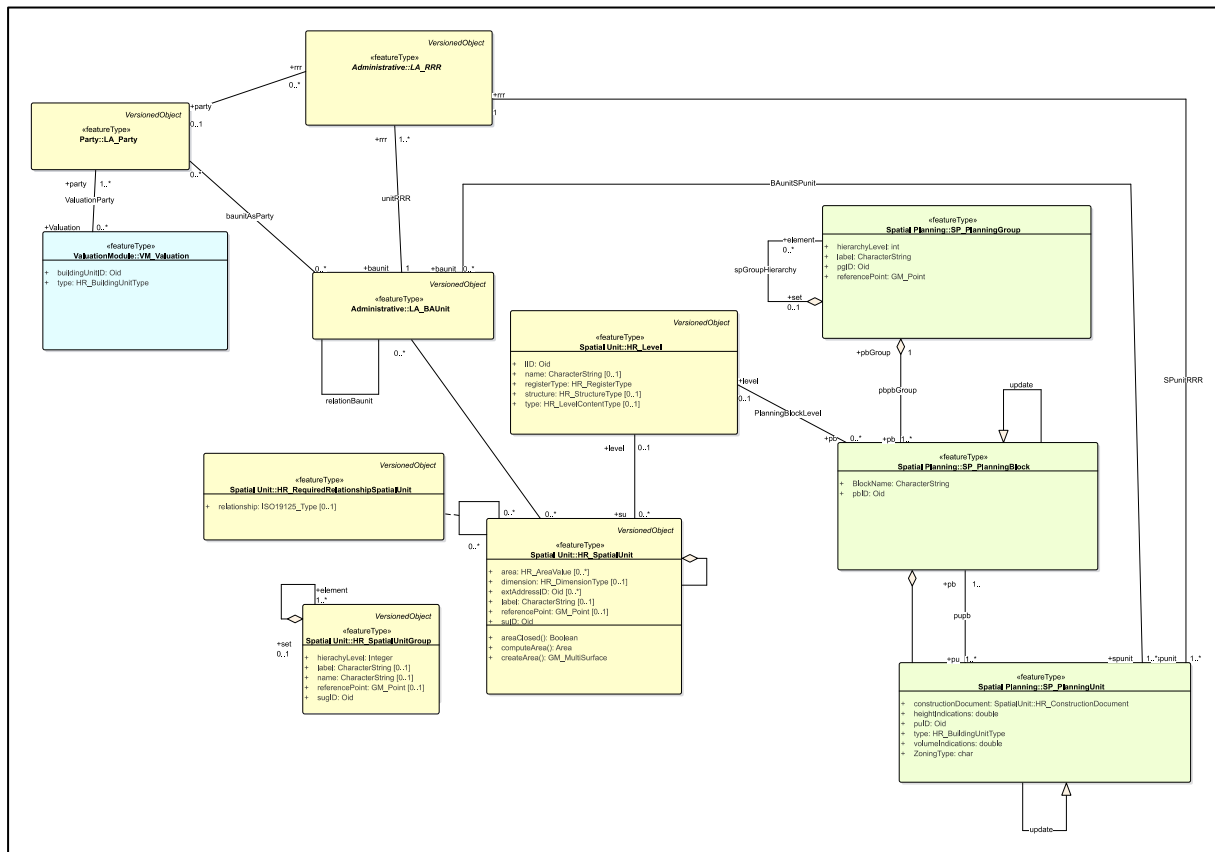 VersionedObject
«featureType»
Administrative::LA_RRR
+rrr
0..*
+party
0..1
+rrr
1
VersionedObject
«featureType»
Party::LA_Party
+rrr
1..*
0..*
+party
1..*
ValuationParty
+Valuation
0..*
baunitAsParty
unitRRR
BAunitSPunit
SPunitRRR
«featureType»
ValuationModule::VM_Valuation
+ buildingUnitID: Oid
+ type: HR_BuildingUnitType
0..*
+baunit
1
+baunit
0..*
VersionedObject
«featureType»
Administrative::LA_BAUnit
0..*
relationBaunit
«featureType»
Spatial Planning::SP_PlanningGroup
+ hierarchyLevel: int
+ label: CharacterString
+ pgID: Oid
+ referencePoint: GM_Point
+element
0..*
spGroupHierarchy
+set
0..1
+pbGroup
1
pbpbGroup
+pb
1..*
update
VersionedObject
«featureType»
Spatial Unit::HR_Level
+ lID: Oid
+ name: CharacterString [0..1]
+ registerType: HR_RegisterType
+ structure: HR_StructureType [0..1]
+ type: HR_LevelContentType [0..1]
+level
0..1
PlanningBlockLevel
+pb
0..*
+level
0..1
+su
0..*
«featureType»
Spatial Planning::SP_PlanningBlock
+ BlockName: CharacterString
+ pbID: Oid
VersionedObject
«featureType»
Spatial Unit::HR_RequiredRelationshipSpatialUnit
+ relationship: ISO19125_Type [0..1]
0..*
0..*
0..*
VersionedObject
«featureType»
Spatial Unit::HR_SpatialUnit
+ area: HR_AreaValue [0..*]
+ dimension: HR_DimensionType [0..1]
+ extAddressID: Oid [0..*]
+ label: CharacterString [0..1]
+ referencePoint: GM_Point [0..1]
+ suID: Oid
+ areaClosed(): Boolean
+ computeArea(): Area
+ createArea(): GM_MultiSurface
+element
1..*
+set
0..1
VersionedObject
«featureType»
Spatial Unit::HR_SpatialUnitGroup
+ hierachyLevel: Integer
+ label: CharacterString [0..1]
+ name: CharacterString [0..1]
+ referencePoint: GM_Point [0..1]
+ sugID: Oid
+pb
1..
pupb
+pu
1..*
+spunit
1..*
1..*
«featureType»
Spatial Planning::SP_PlanningUnit
+ constructionDocument: SpatialUnit::HR_ConstructionDocument
+ heightIndications: double
+ puID: Oid
+ type: HR_BuildingUnitType
+ volumeIndications: double
+ ZoningType: char
update